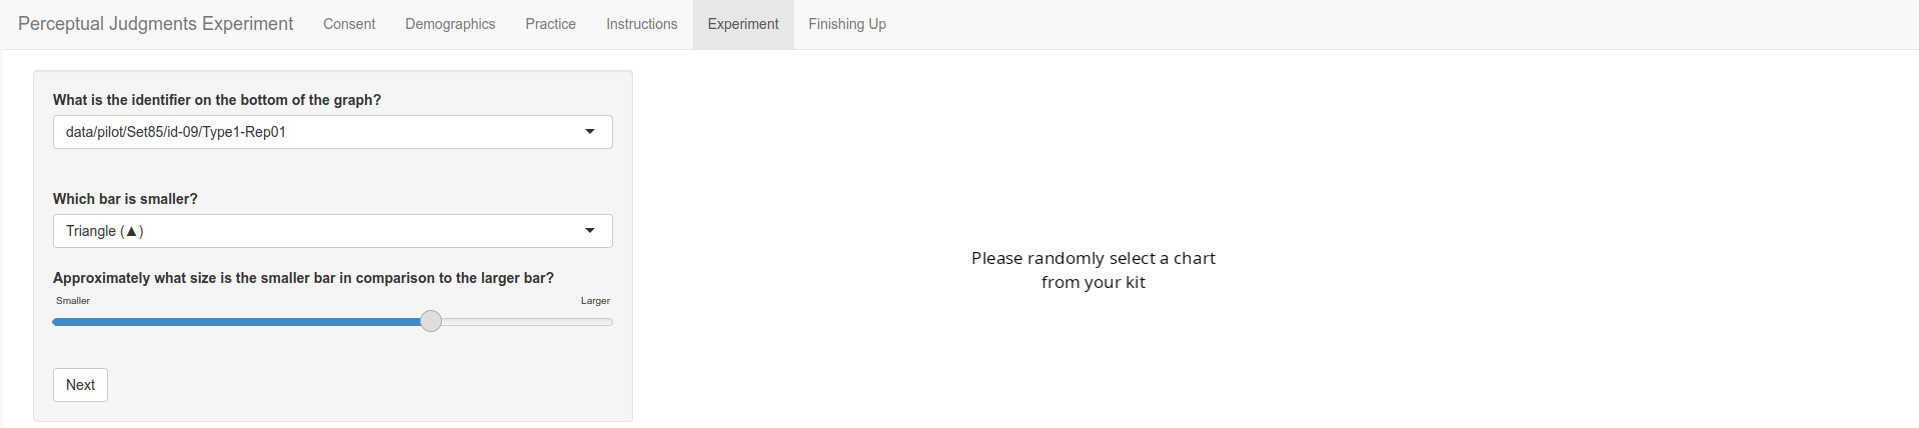 Perceptual Judgments Experiment Consent Demographics Practice Instructions Experiment Finishing Up
What is the identifier on the bottom of the graph?
data/pilot/Set85/id-09/Type1-Rep01
Which bar is smaller?
Triangle (▲)
Approximately what size is the smaller bar in comparison to the larger bar?
Smaller Larger
Next
Please randomly select a chart
from your kit